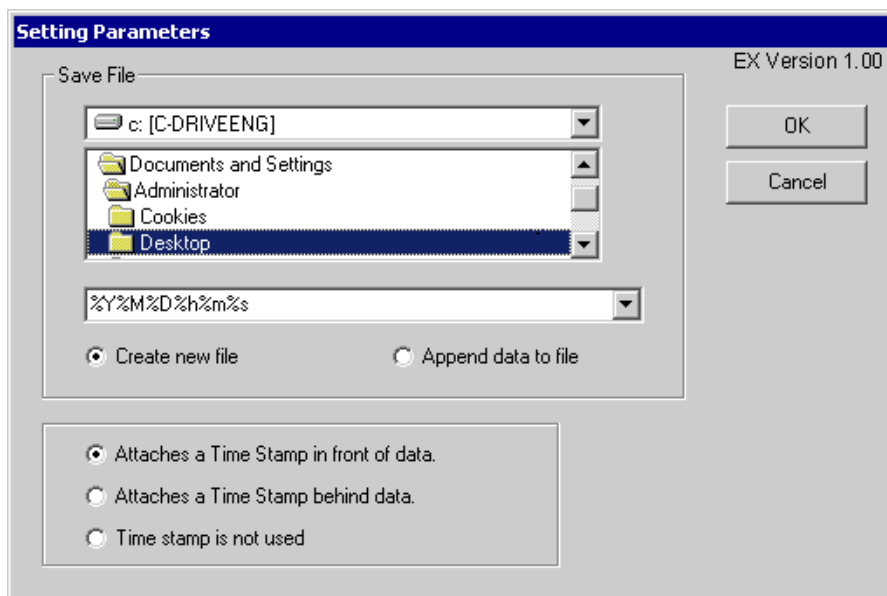 Setting Parameters
EX Version 1.00
Save File
c: [C-DRIVEENG]
OK
Documents and Settings
Cancel
Administrator
Cookies
Desktop
%Y%M%D%h%m%s
Create new file
Append data to file
Attaches a Time Stamp in front of data.
Attaches a Time Stamp behind data.
Time stamp is not used